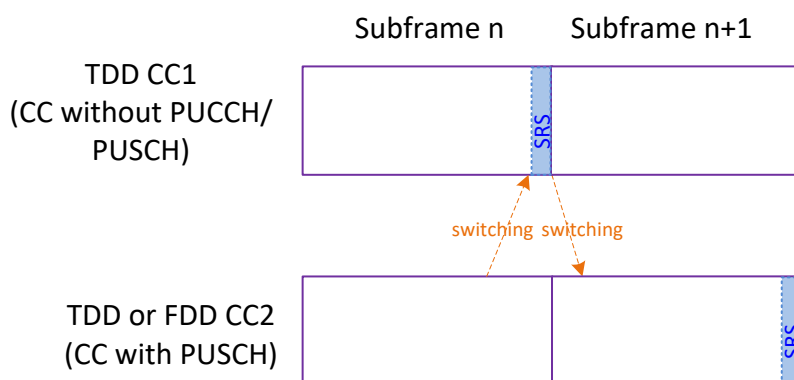 Subframe n
Subframe n+1
TDD CC1
(CC without PUCCH/
PUSCH)
SRS
switching
switching
TDD or FDD CC2
(CC with PUSCH)
SRS